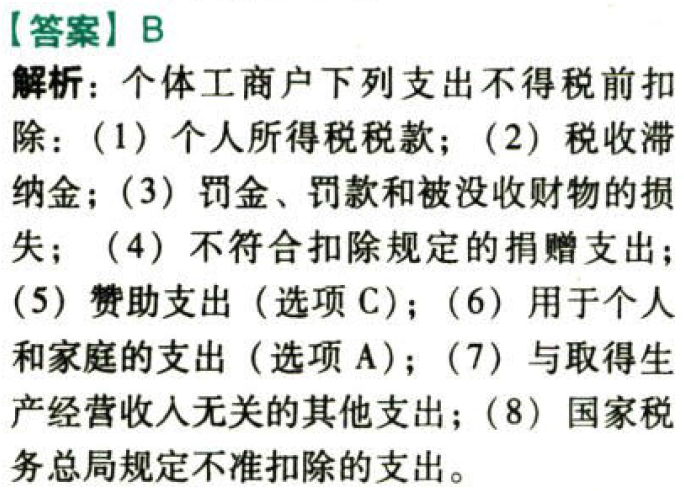 【答案】B
解析：个体工商户下列支出不得税前扣
除：（1）个人所得税税款；（2）税收滞
纳金；（3）罚金、罚款和被没收财物的损
失；（4）不符合扣除规定的捐赠支出；
（5）赞助支出（选项 C）；（6）用于个人
和家庭的支出（选项 A）；（7）与取得生
产经营收入无关的其他支出；（8）国家税
务总局规定不准扣除的支出。